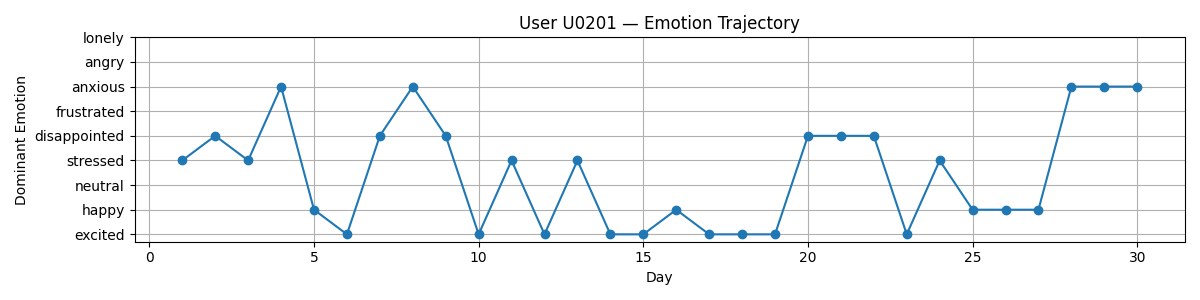 User U0201 — Emotion Trajectory
Dominant Emotion
lonely
angry
anxious
frustrated
disappointed
stressed
neutral
happy
excited
0 5 10 15 20 25 30
Day